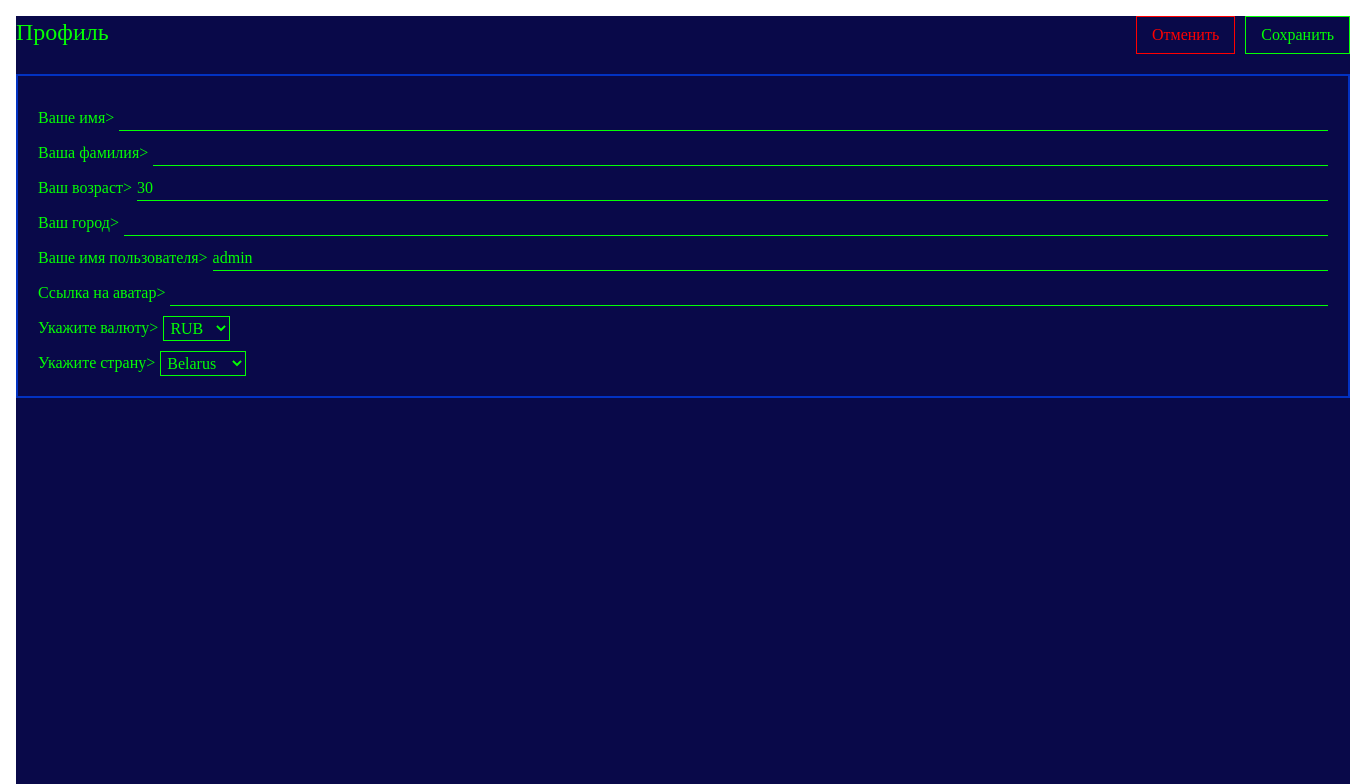 Профиль
Отменить
Сохранить
Ваше имя>
Ваша фамилия>
Ваш возраст> 30
Ваш город>
Ваше имя пользователя> admin
Ссылка на аватар>
Укажите валюту> RUB
Укажите страну> Belarus